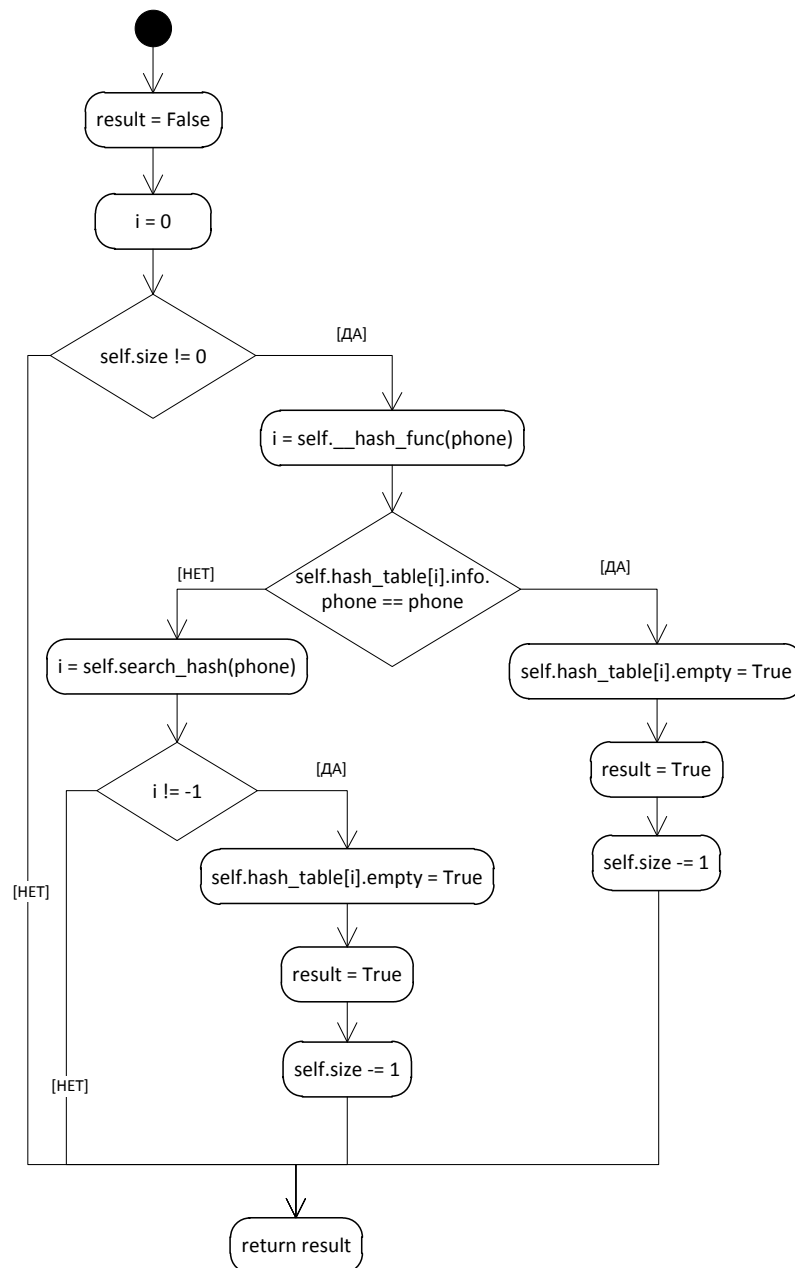 result = False
i = 0
self.size != 0
[ДА]
i = self.__hash_func(phone)
self.hash_table[i].info.
phone == phone
[НЕТ]
[ДА]
i = self.search_hash(phone)
self.hash_table[i].empty = True
i != -1
[ДА]
result = True
self.hash_table[i].empty = True
self.size -= 1
[НЕТ]
result = True
self.size -= 1
[НЕТ]
return result